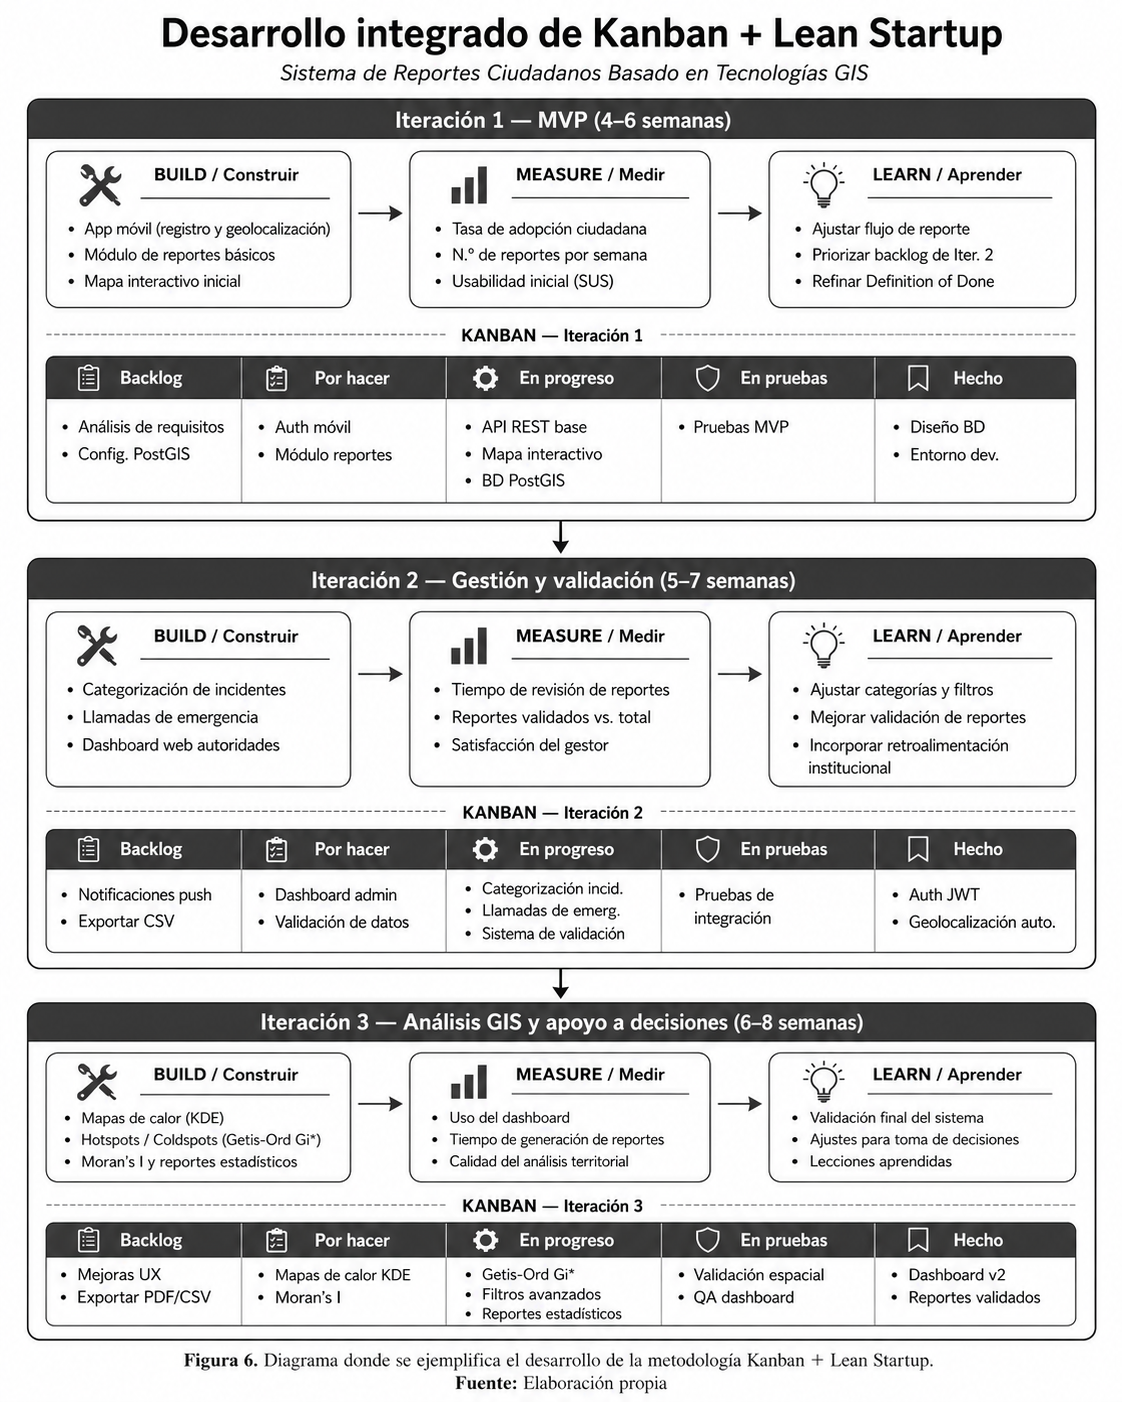 Desarrollo integrado de Kanban + Lean Startup
Sistema de Reportes Ciudadanos Basado en Tecnologías GIS
Iteración 1 — MVP (4–6 semanas)
BUILD / Construir
• App móvil (registro y geolocalización)
• Módulo de reportes básicos
• Mapa interactivo inicial
MEASURE / Medir
• Tasa de adopción ciudadana
• N.º de reportes por semana
• Usabilidad inicial (SUS)
LEARN / Aprender
• Ajustar flujo de reporte
• Priorizar backlog de Iter. 2
• Refinar Definition of Done
KANBAN — Iteración 1
Backlog
• Análisis de requisitos
• Config. PostGIS
Por hacer
• Auth móvil
• Módulo reportes
En progreso
• API REST base
• Mapa interactivo
• BD PostGIS
En pruebas
• Pruebas MVP
Hecho
• Diseño BD
• Entorno dev.
Iteración 2 — Gestión y validación (5–7 semanas)
BUILD / Construir
• Categorización de incidentes
• Llamadas de emergencia
• Dashboard web autoridades
MEASURE / Medir
• Tiempo de revisión de reportes
• Reportes validados vs. total
• Satisfacción del gestor
LEARN / Aprender
• Ajustar categorías y filtros
• Mejorar validación de reportes
• Incorporar retroalimentación
institucional
KANBAN — Iteración 2
Backlog
• Notificaciones push
• Exportar CSV
Por hacer
• Dashboard admin
• Validación de datos
En progreso
• Categorización incid.
• Llamadas de emerg.
• Sistema de validación
En pruebas
• Pruebas de
integración
Hecho
• Auth JWT
• Geolocalización auto.
Iteración 3 — Análisis GIS y apoyo a decisiones (6–8 semanas)
BUILD / Construir
• Mapas de calor (KDE)
• Hotspots / Coldspots (Getis-Ord Gi*)
• Moran's I y reportes estadísticos
MEASURE / Medir
• Uso del dashboard
• Tiempo de generación de reportes
• Calidad del análisis territorial
LEARN / Aprender
• Validación final del sistema
• Ajustes para toma de decisiones
• Lecciones aprendidas
KANBAN — Iteración 3
Backlog
• Mejoras UX
• Exportar PDF/CSV
Por hacer
• Mapas de calor KDE
• Moran's I
En progreso
• Getis-Ord Gi*
• Filtros avanzados
• Reportes estadísticos
En pruebas
• Validación espacial
• QA dashboard
Hecho
• Dashboard v2
• Reportes validados
Figura 6. Diagrama donde se ejemplifica el desarrollo de la metodología Kanban + Lean Startup.
Fuente: Elaboración propia